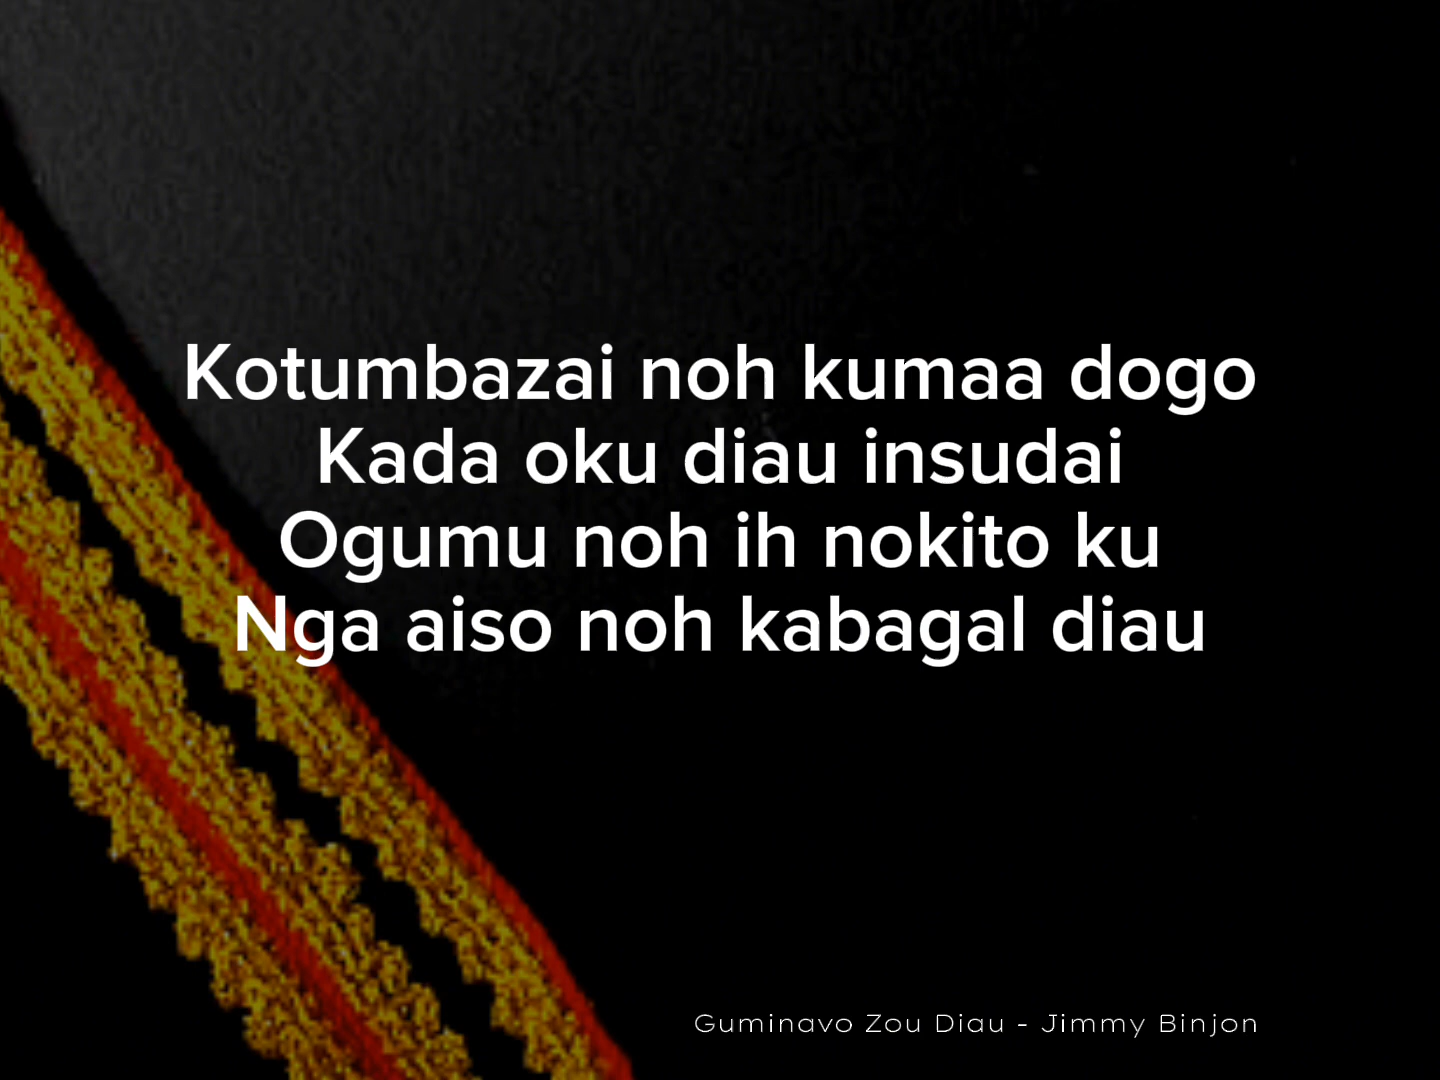 Kotumbazai noh kumaa dogo
Kada oku diau insudai
Ogumu noh ih nokito ku
Nga aiso noh kabagal diau
Guminavo Zou Diau - Jimmy Binjon